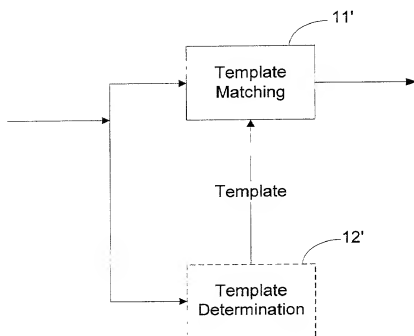 11'
Template
Matching
Template
12'
Template
Determination